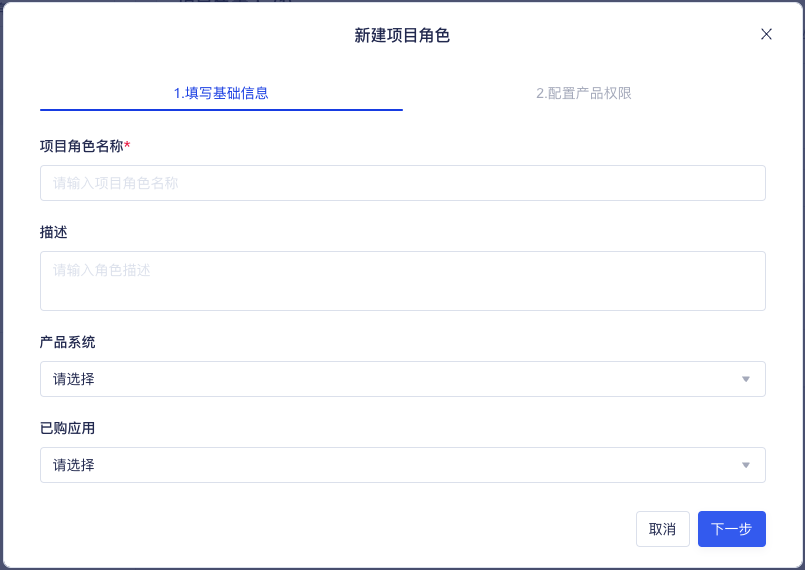 新建项目角色
1.填写基础信息
2.配置产品权限
项目角色名称*
请输入项目角色名称
描述
请输入角色描述
产品系统
请选择
已购应用
请选择
取消
下一步